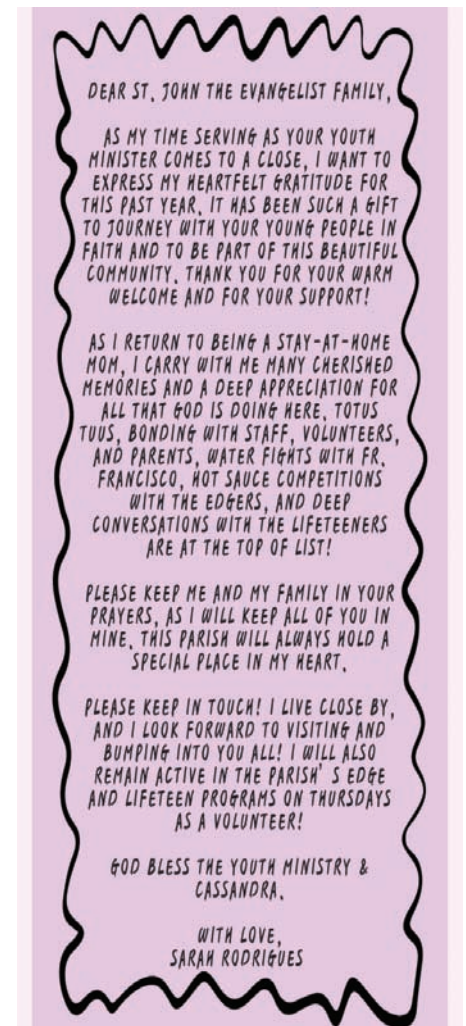 DEAR ST. JOHN THE EVANGELIST FAMILY,
AS MY TIME SERVING AS YOUR YOUTH
MINISTER COMES TO A CLOSE, I WANT TO
EXPRESS MY HEARTFELT GRATITUDE FOR
THIS PAST YEAR. IT HAS BEEN SUCH A GIFT
TO JOURNEY WITH YOUR YOUNG PEOPLE IN
FAITH AND TO BE PART OF THIS BEAUTIFUL
COMMUNITY. THANK YOU FOR YOUR WARM
WELCOME AND FOR YOUR SUPPORT!
AS I RETURN TO BEING A STAY-AT-HOME
MOM, I CARRY WITH ME MANY CHERISHED
MEMORIES AND A DEEP APPRECIATION FOR
ALL THAT GOD IS DOING HERE. TOTUS
TUUS, BONDING WITH STAFF, VOLUNTEERS,
AND PARENTS, WATER FIGHTS WITH FR.
FRANCISCO, HOT SAUCE COMPETITIONS
WITH THE EDGERS, AND DEEP
CONVERSATIONS WITH THE LIFETEENERS
ARE AT THE TOP OF LIST!
PLEASE KEEP ME AND MY FAMILY IN YOUR
PRAYERS, AS I WILL KEEP ALL OF YOU IN
MINE. THIS PARISH WILL ALWAYS HOLD A
SPECIAL PLACE IN MY HEART.
PLEASE KEEP IN TOUCH! I LIVE CLOSE BY,
AND I LOOK FORWARD TO VISITING AND
BUMPING INTO YOU ALL! I WILL ALSO
REMAIN ACTIVE IN THE PARISH' S EDGE
AND LIFETEEN PROGRAMS ON THURSDAYS
AS A VOLUNTEER!
GOD BLESS THE YOUTH MINISTRY &
CASSANDRA.
WITH LOVE,
SARAH RODRIGUES